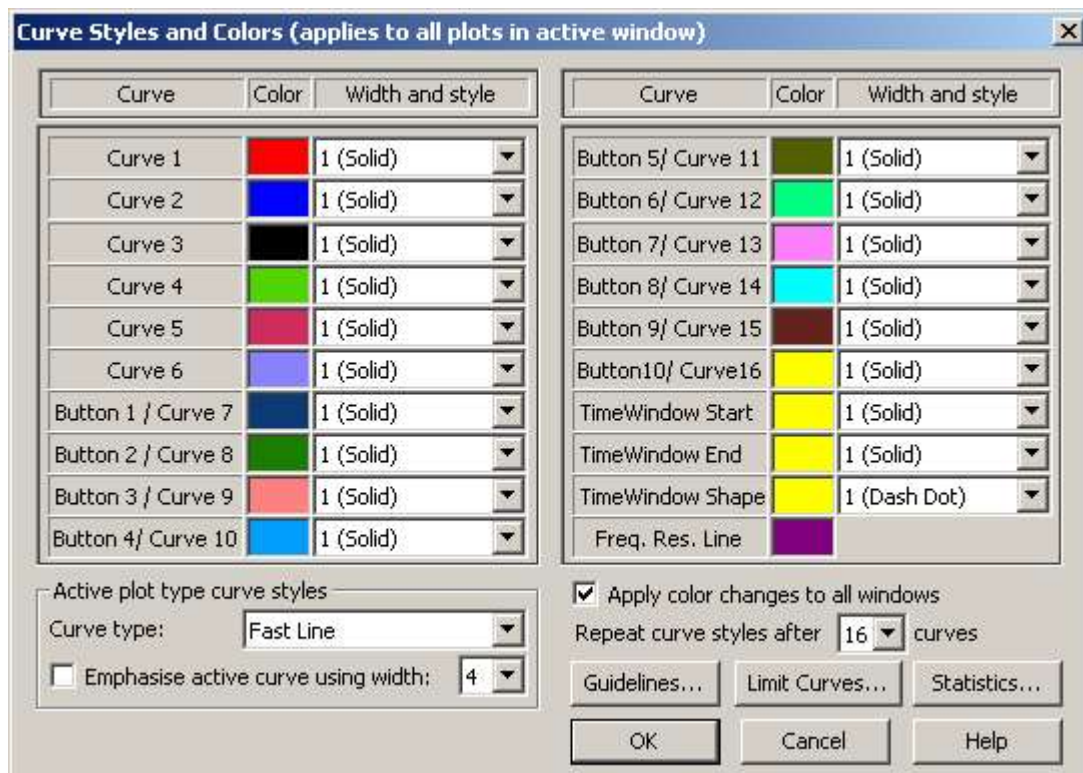 Curve Styles and Colors (applies to all plots in active window)
Curve Color Width and style
Curve 1 1 (Solid)
Curve 2 1 (Solid)
Curve 3 1 (Solid)
Curve 4 1 (Solid)
Curve 5 1 (Solid)
Curve 6 1 (Solid)
Button 1 / Curve 7 1 (Solid)
Button 2 / Curve 8 1 (Solid)
Button 3 / Curve 9 1 (Solid)
Button 4/ Curve 10 1 (Solid)
Curve Color Width and style
Button 5/ Curve 11 1 (Solid)
Button 6/ Curve 12 1 (Solid)
Button 7/ Curve 13 1 (Solid)
Button 8/ Curve 14 1 (Solid)
Button 9/ Curve 15 1 (Solid)
Button10/ Curve16 1 (Solid)
TimeWindow Start 1 (Solid)
TimeWindow End 1 (Solid)
TimeWindow Shape 1 (Dash Dot)
Freq. Res. Line
Active plot type curve styles
Curve type: Fast Line
Emphasise active curve using width: 4
Apply color changes to all windows
Repeat curve styles after 16 curves
Guidelines... Limit Curves... Statistics...
OK Cancel Help